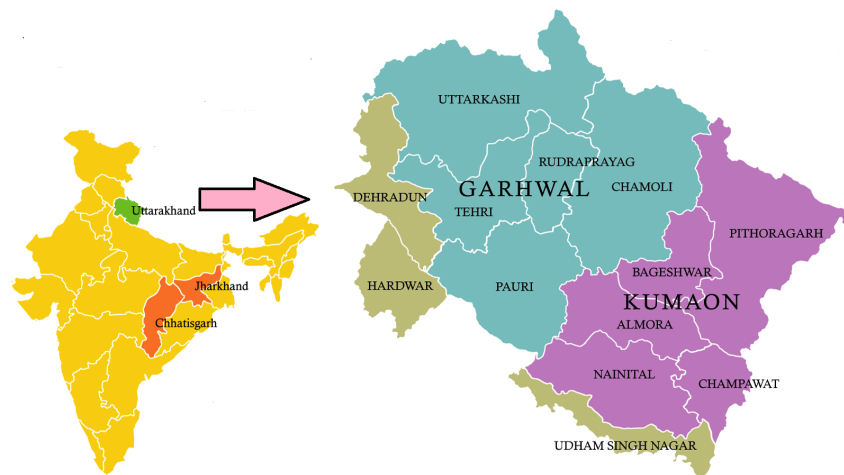 Uttarakhand
Jharkhand
Chhatisgarh
UTTARKASHI
RUDRAPRAYAG
DEHRADUN
GARHWAL
CHAMOLI
TEHRI
PITHORAGARH
HARDWAR
PAURI
BAGESHWAR
KUMAON
ALMORA
NAINITAL
CHAMPAWAT
UDHAM SINGH NAGAR